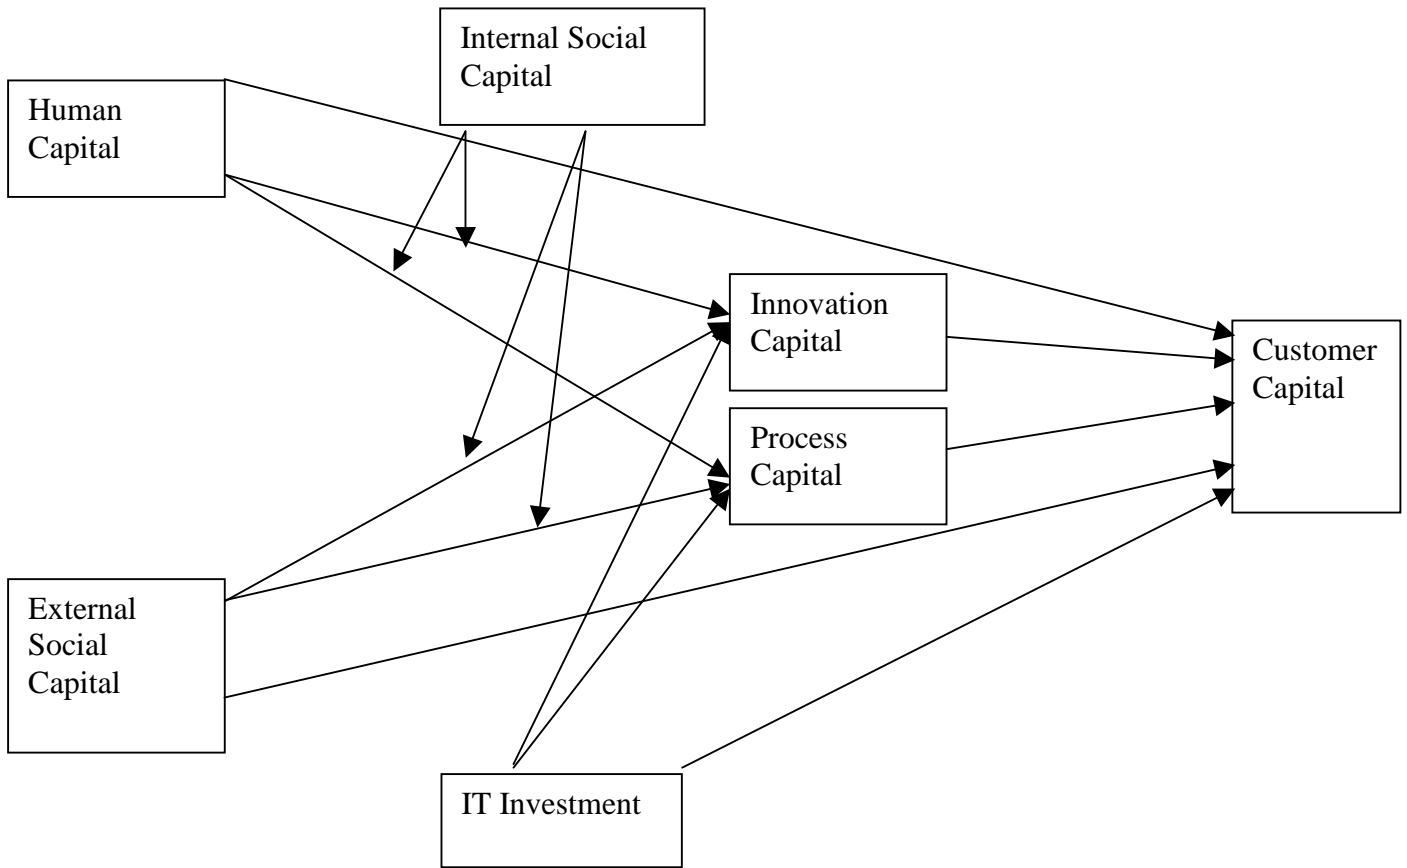 Internal Social
Capital
Human
Capital
Innovation
Capital
Customer
Capital
Process
Capital
External
Social
Capital
IT Investment